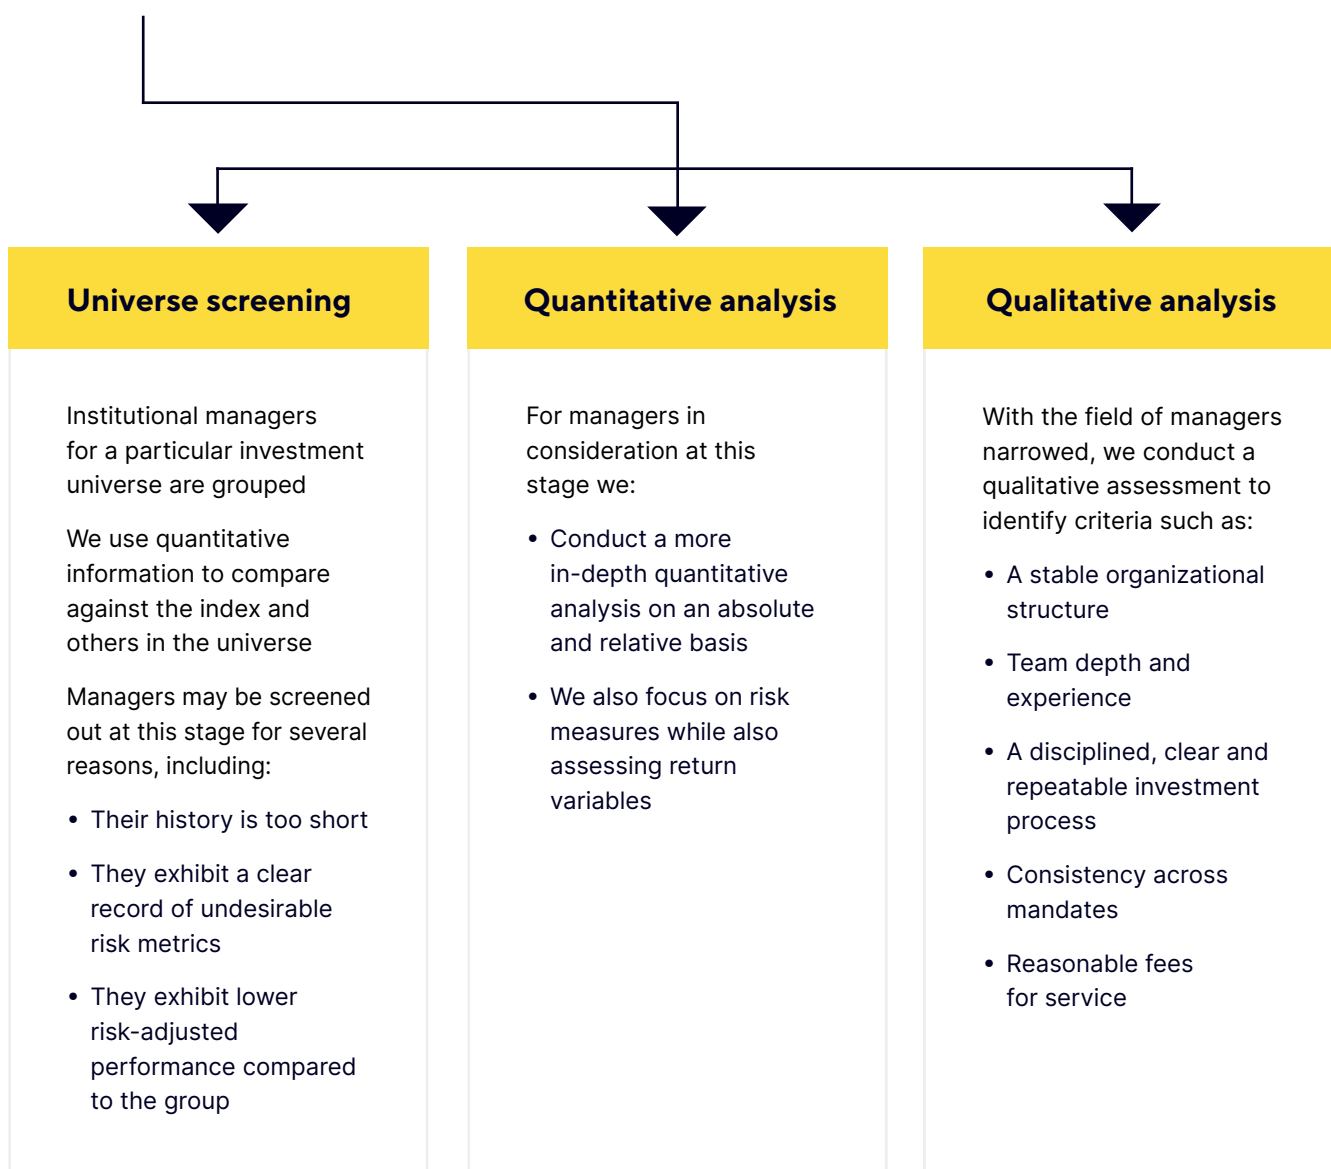 Universe screening
Institutional managers
for a particular investment
universe are grouped
We use quantitative
information to compare
against the index and
others in the universe
Managers may be screened
out at this stage for several
reasons, including:
• Their history is too short
• They exhibit a clear
record of undesirable
risk metrics
• They exhibit lower
risk-adjusted
performance compared
to the group
Quantitative analysis
For managers in
consideration at this
stage we:
• Conduct a more
in-depth quantitative
analysis on an absolute
and relative basis
• We also focus on risk
measures while also
assessing return
variables
Qualitative analysis
With the field of managers
narrowed, we conduct a
qualitative assessment to
identify criteria such as:
• A stable organizational
structure
• Team depth and
experience
• A disciplined, clear and
repeatable investment
process
• Consistency across
mandates
• Reasonable fees
for service